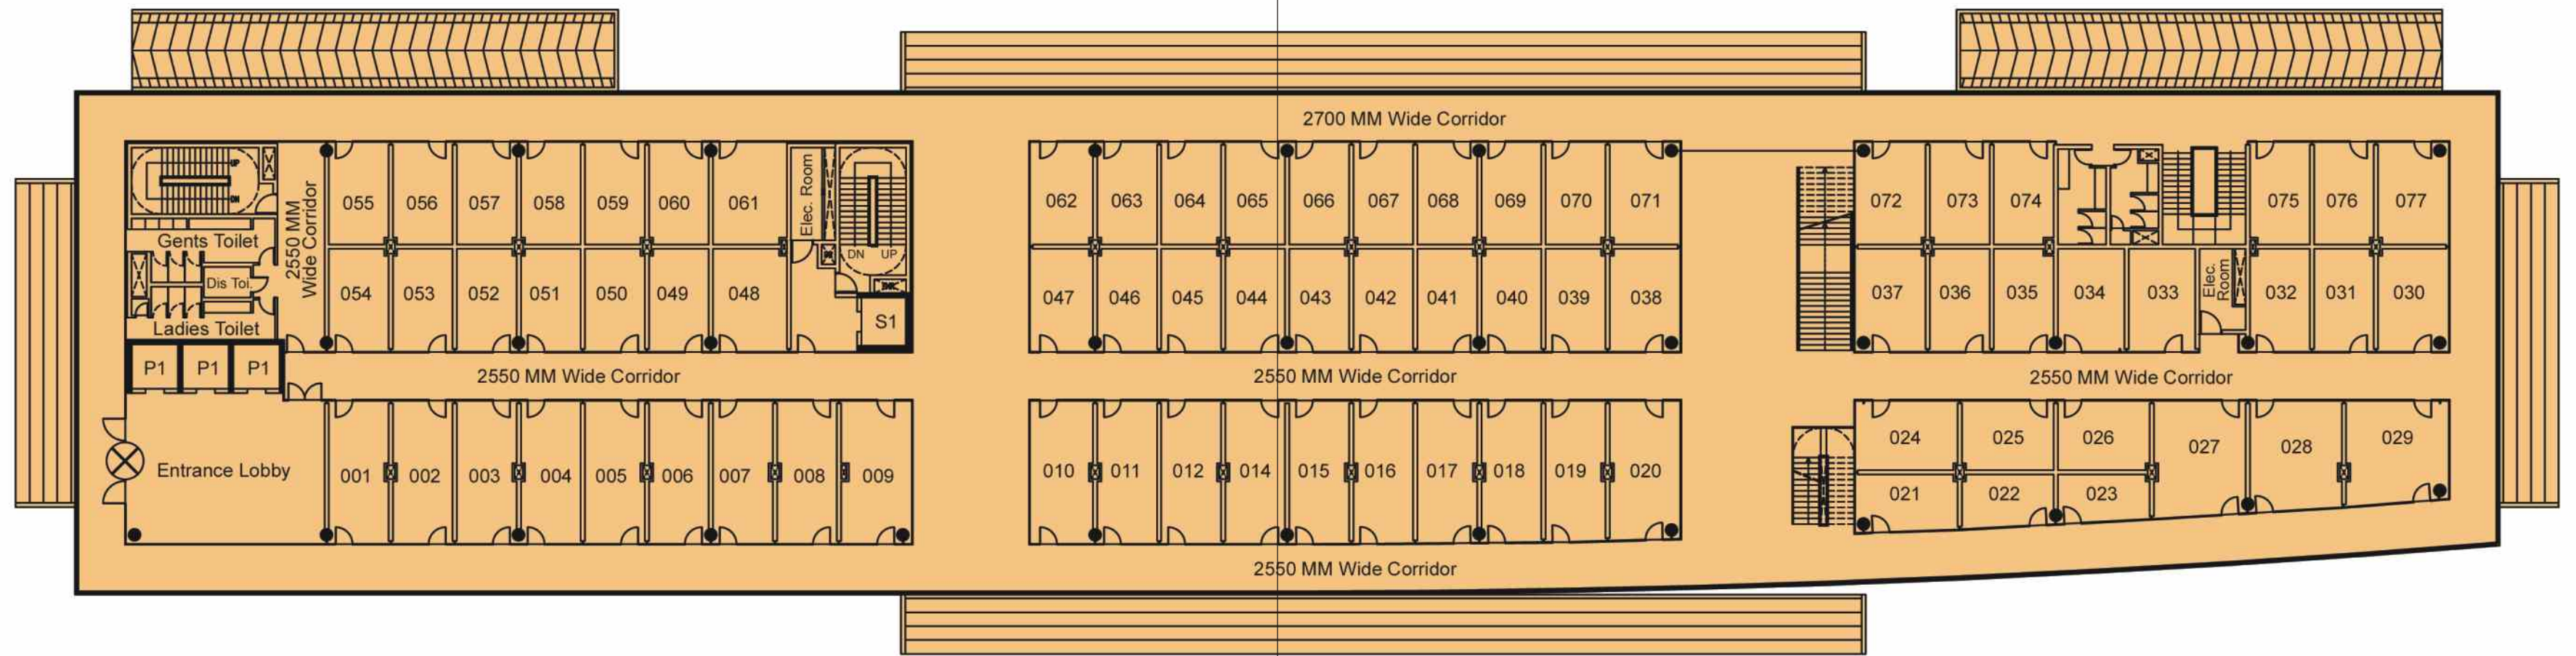 2700 MM Wide Corridor
UP
DN
Gents Toilet
Dis Toi.
Ladies Toilet
2550 MM
Wide Corridor
055 056 057 058 059 060 061
Elec. Room
DN UP
054 053 052 051 050 049 048
S1
P1 P1 P1
062 063 064 065 066 067 068 069 070 071
047 046 045 044 043 042 041 040 039 038
072 073 074
075 076 077
037 036 035 034 033
Elec.
Room
032 031 030
2550 MM Wide Corridor
2550 MM Wide Corridor
2550 MM Wide Corridor
Entrance Lobby
001 002 003 004 005 006 007 008 009
010 011 012 014 015 016 017 018 019 020
024 025 026 027 028 029
021 022 023
2550 MM Wide Corridor